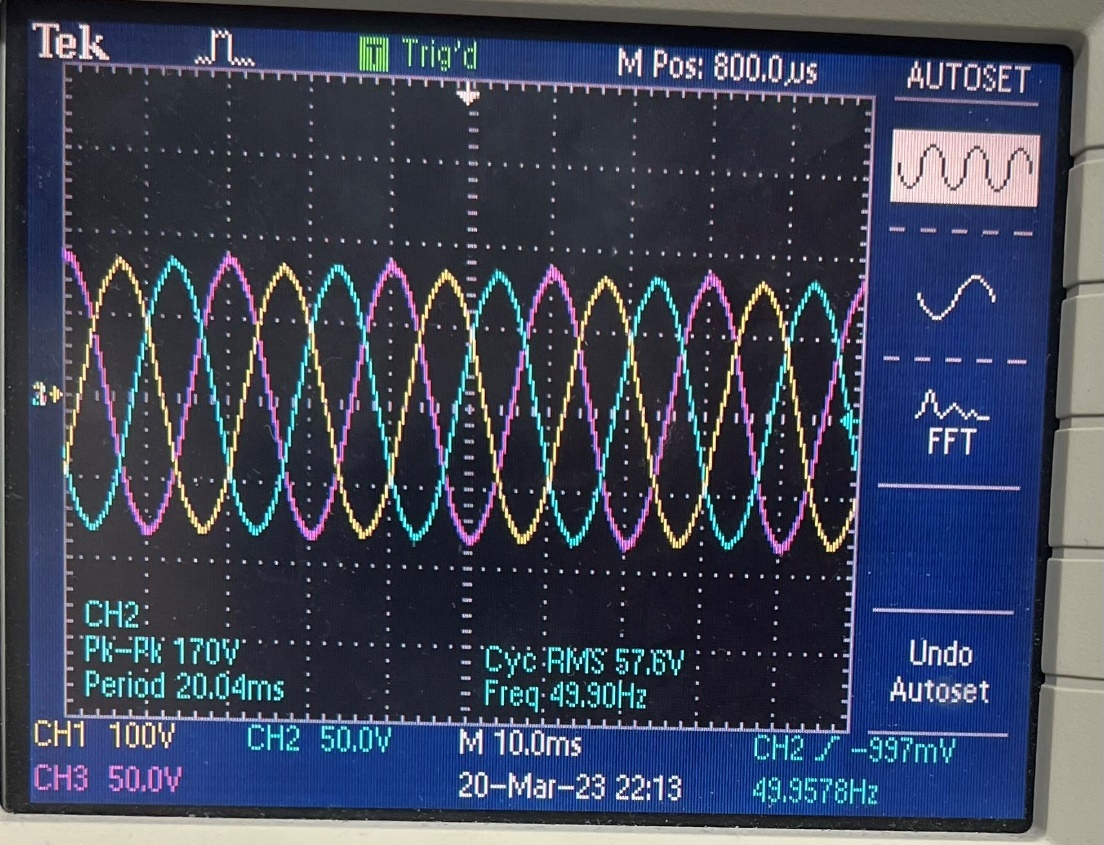 Tek T Trig'd M Pos: 800.0µs AUTOSET
3
FFT
CH2
Pk–Pk 170V
Period 20.04ms
Cyc RMS 57.6V
Freq 49.90Hz
Undo
Autoset
CH1 100V CH2 50.0V M 10.0ms CH2 -997mV
CH3 50.0V 20-Mar-23 22:13 49.9578Hz